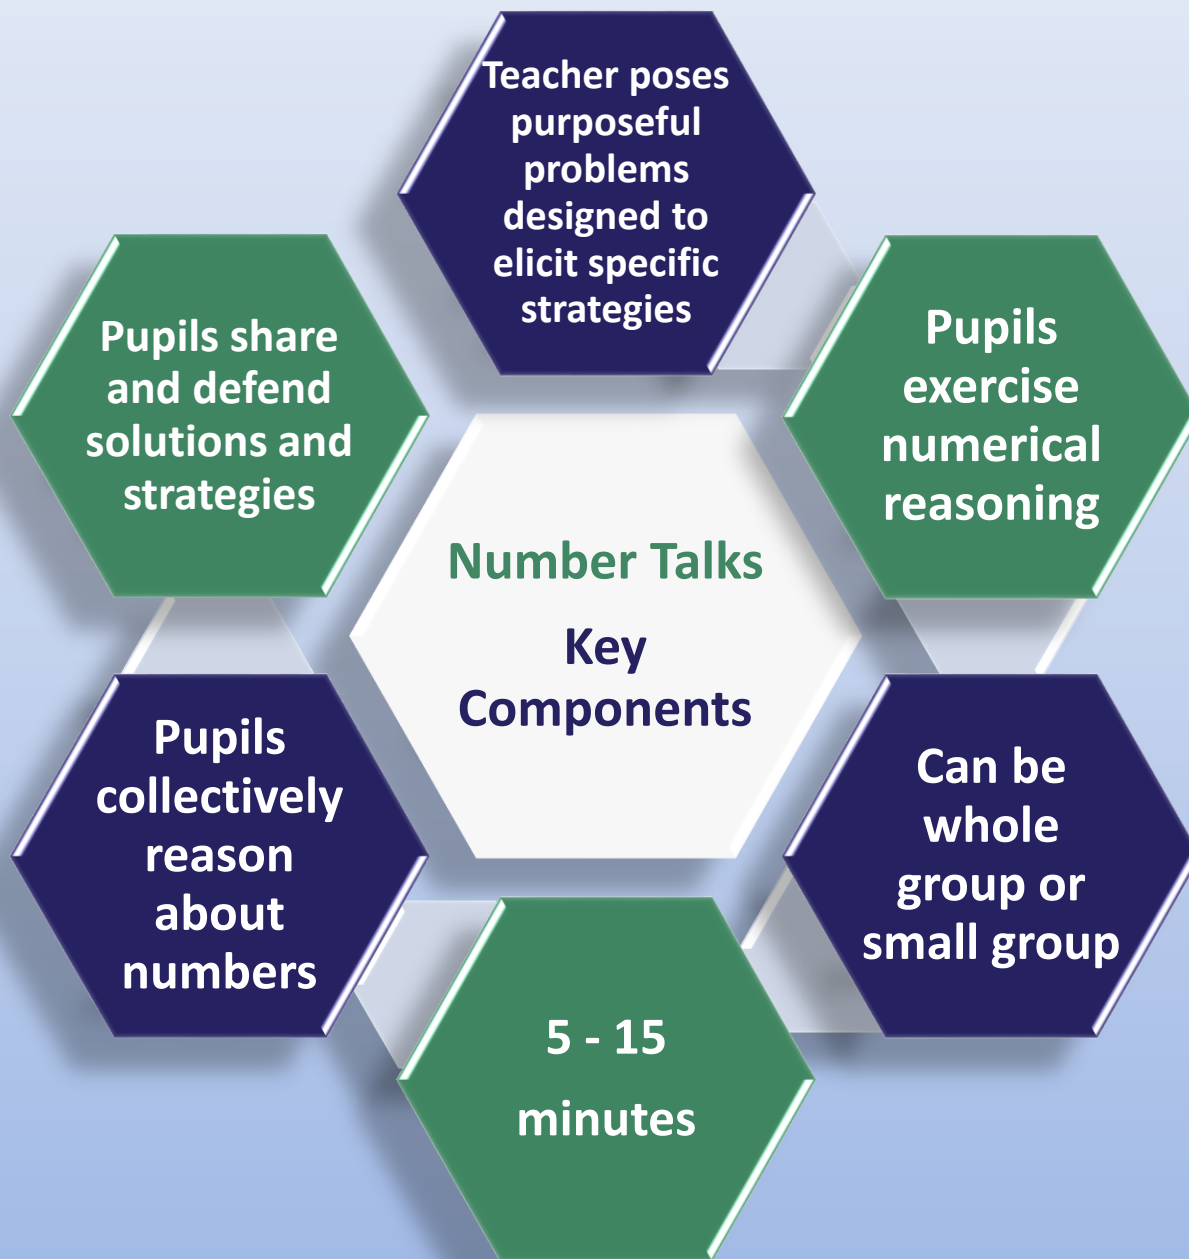 Teacher poses
purposeful
problems
designed to
elicit specific
strategies
Pupils
exercise
numerical
reasoning
Can be
whole
group or
small group
5 - 15
minutes
Pupils
collectively
reason
about
numbers
Pupils share
and defend
solutions and
strategies
Number Talks
Key
Components